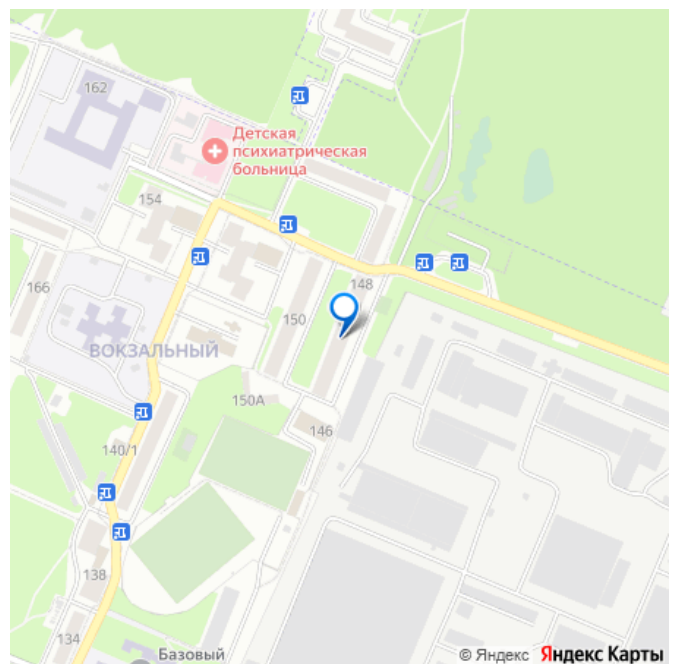 162
Детская
психиатрическая
больница
154
166
148
150
ВОКЗАЛЬНЫЙ
150А
146
140/1
138
134
Базовый
© Яндекс Яндекс Карты